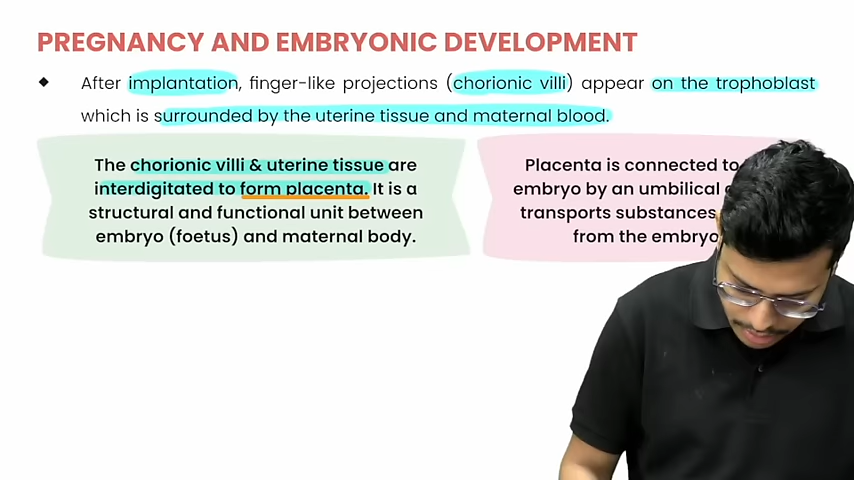 PREGNANCY AND EMBRYONIC DEVELOPMENT
◆ After implantation, finger-like projections (chorionic villi) appear on the trophoblast
which is surrounded by the uterine tissue and maternal blood.
The chorionic villi & uterine tissue are
interdigitated to form placenta. It is a
structural and functional unit between
embryo (foetus) and maternal body.
Placenta is connected to
embryo by an umbilical
transports substances
from the embryo